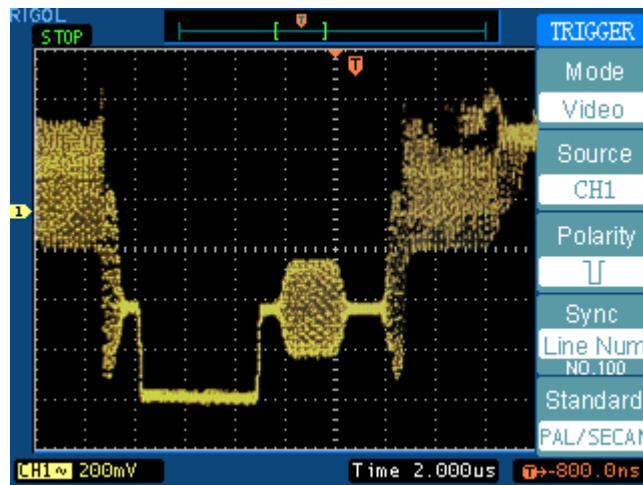 RIGOL
STOP
T
T
1
TRIGGER
Mode
Video
Source
CH1
Polarity
Sync
Line Num
NO.100
Standard
PAL/SECAM
CH1~ 200mV
Time 2.000us
T→-800.0ns